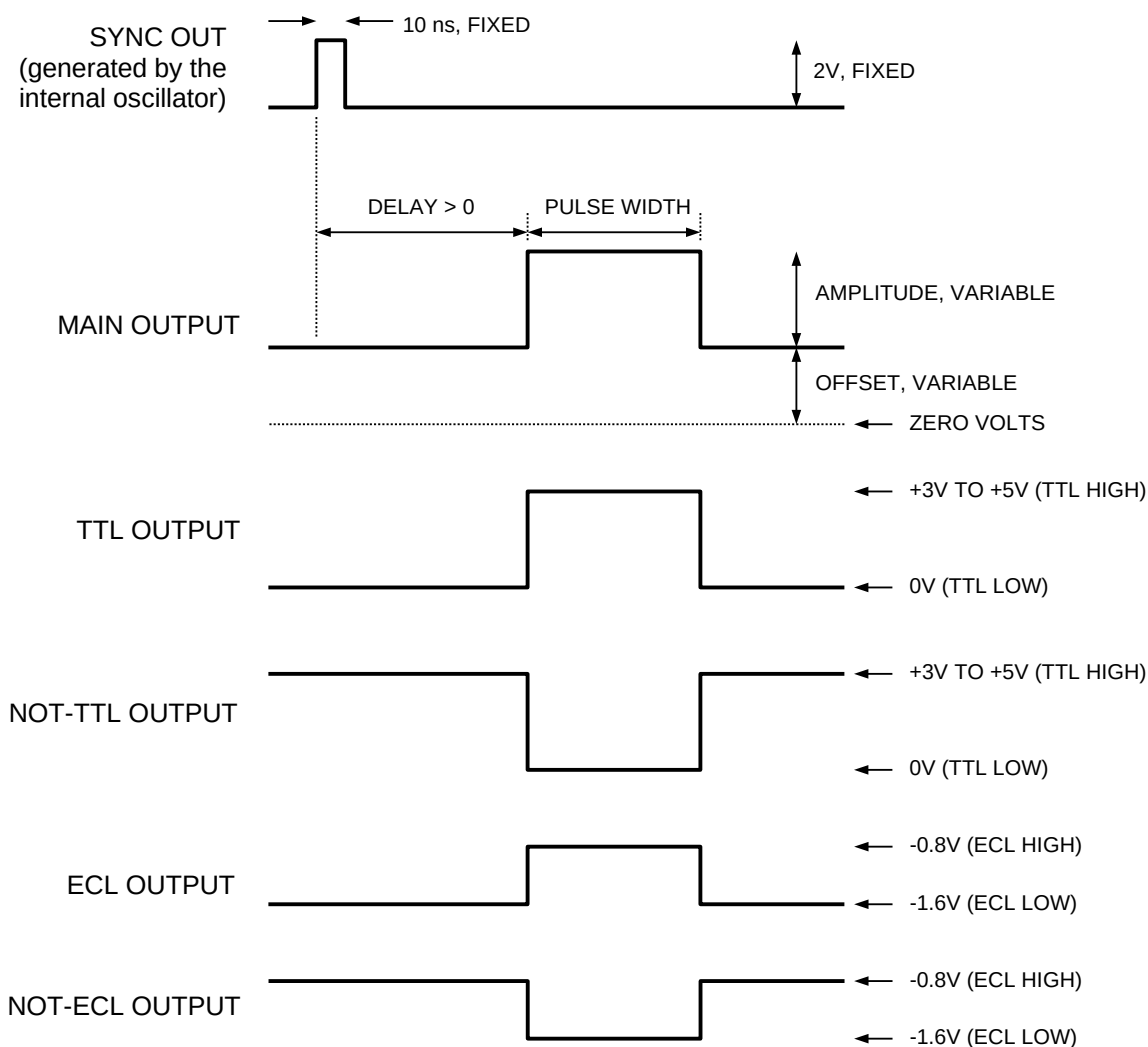 10 ns, FIXED
SYNC OUT
(generated by the
internal oscillator)
2V, FIXED
DELAY > 0
PULSE WIDTH
AMPLITUDE, VARIABLE
MAIN OUTPUT
OFFSET, VARIABLE
ZERO VOLTS
+3V TO +5V (TTL HIGH)
TTL OUTPUT
0V (TTL LOW)
+3V TO +5V (TTL HIGH)
NOT-TTL OUTPUT
0V (TTL LOW)
-0.8V (ECL HIGH)
ECL OUTPUT
-1.6V (ECL LOW)
-0.8V (ECL HIGH)
NOT-ECL OUTPUT
-1.6V (ECL LOW)